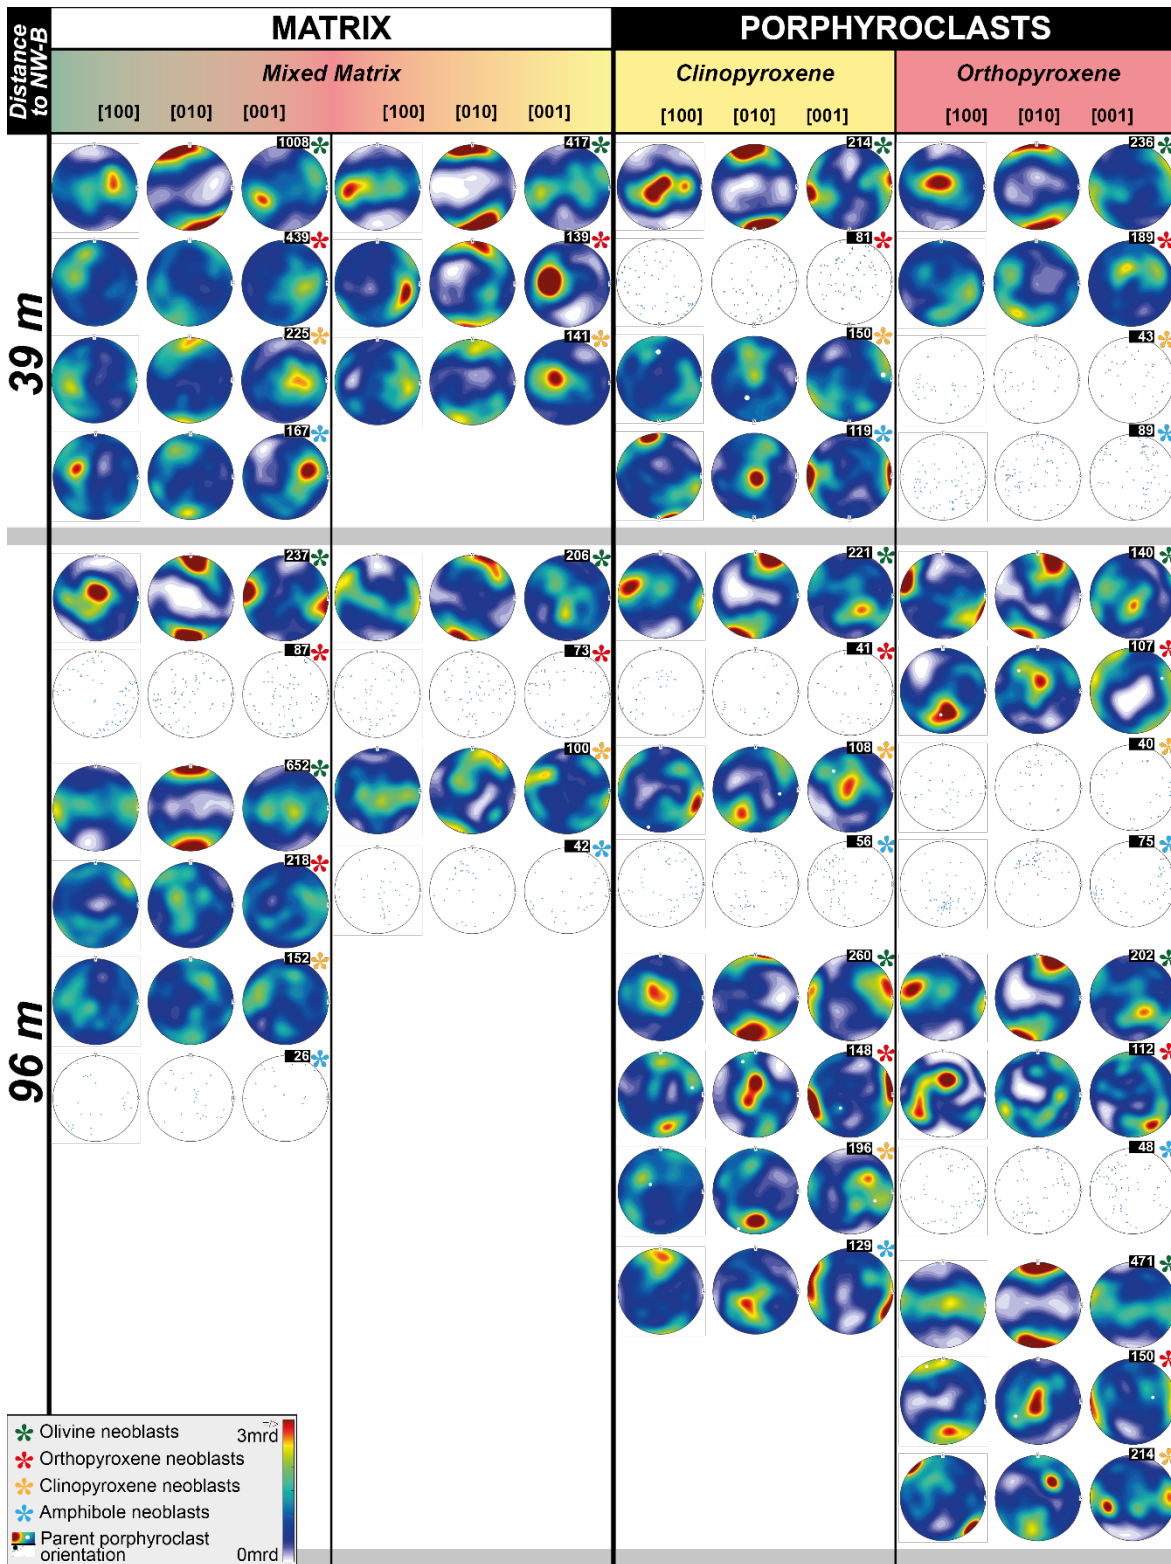 Distance to NW-B
MATRIX
PORPHYROCLASTS
Mixed Matrix
Clinopyroxene
Orthopyroxene
[100] [010] [001] [100] [010] [001] [100] [010] [001] [100] [010] [001]
39 m
1008 417 214 236
439 139 81 189
225 141 150 43
167 119 89
96 m
237 206 221 140
87 73 41 107
652 100 108 40
218 42 56 75
152 260 202
26 148 112
196 48
129 471
150
214
Olivine neoblasts
Orthopyroxene neoblasts
Clinopyroxene neoblasts
Amphibole neoblasts
Parent porphyroclast
orientation
3mrd
0mrd